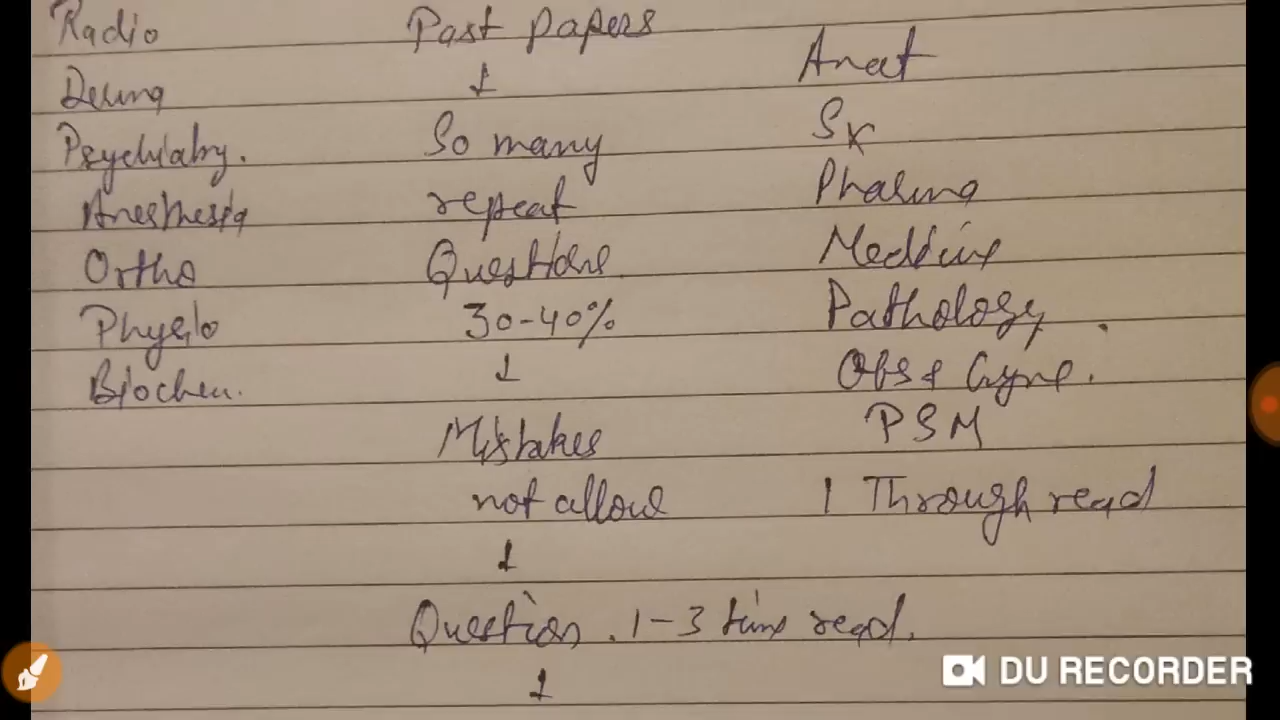 Radio
Derma
Psychiatry.
Anesthesia
Ortho
Physio
Biochem.
Past papers
↓
So many
repeat
Questions
30-40%
↓
Mistakes
not allowe
↓
Question. 1-3 time read.
↓
Anat
Sx
Pharma
Medicine
Pathology
Obs & Gyne.
PSM
1 Through read
DU RECORDER